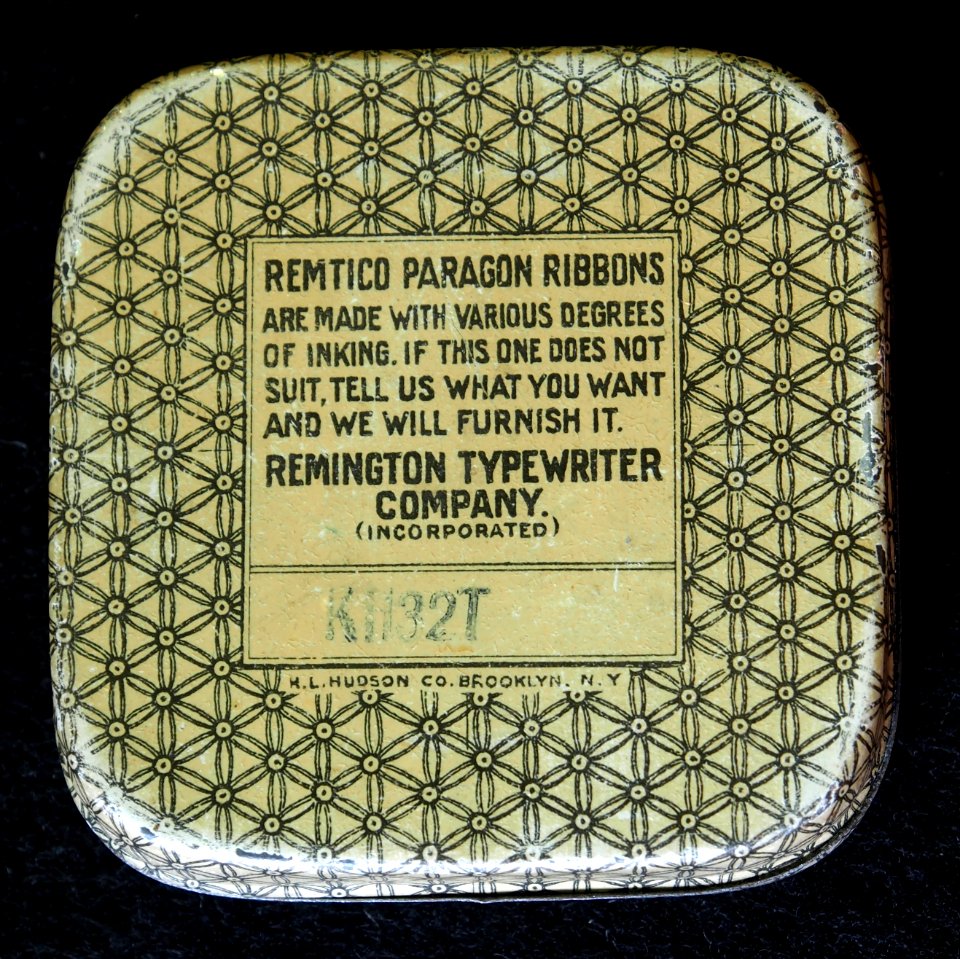 REMTICO PARAGON RIBBONS
ARE MADE WITH VARIOUS DEGREES
OF INKING. IF THIS ONE DOES NOT
SUIT, TELL US WHAT YOU WANT
AND WE WILL FURNISH IT.
REMINGTON TYPEWRITER
COMPANY.
(INCORPORATED)
K1132T
H.L. HUDSON CO. BROOKLYN. N. Y